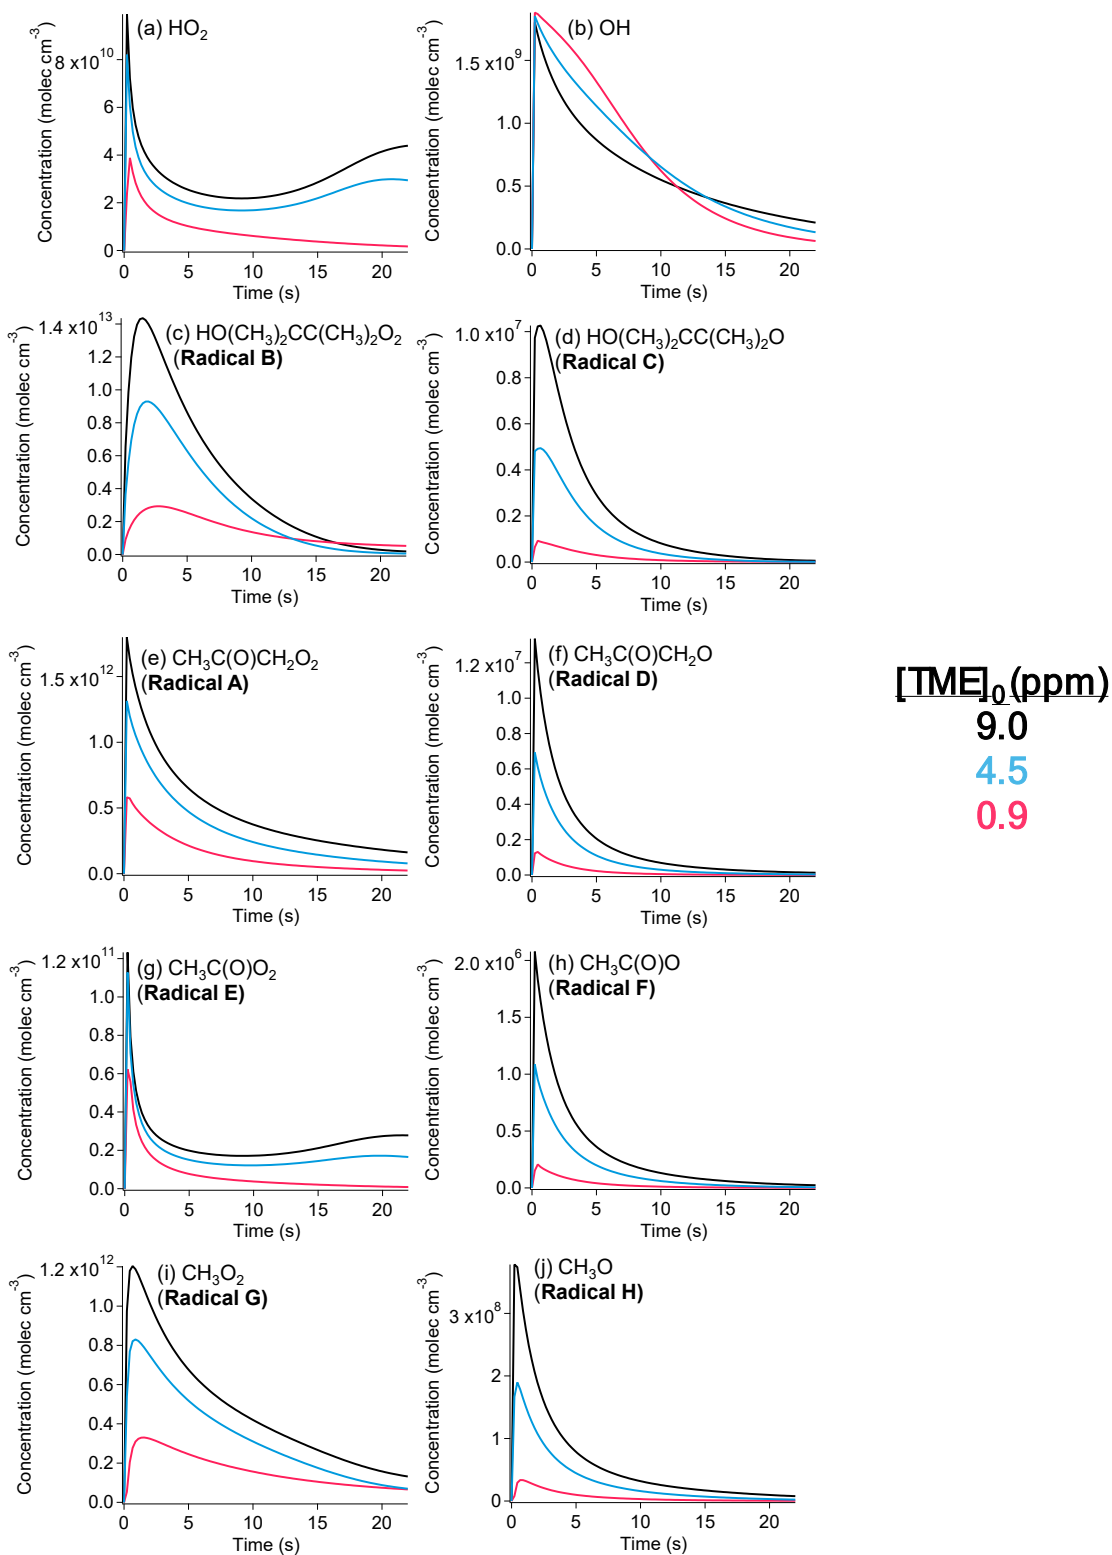 (a) HO2
Concentration (molec cm-3)
8 x10^10
6
4
2
0
0 5 10 15 20
Time (s)
(b) OH
Concentration (molec cm-3)
1.5 x10^9
1.0
0.5
0.0
0 5 10 15 20
Time (s)
(c) HO(CH3)2CC(CH3)2O2
(Radical B)
Concentration (molec cm-3)
1.4 x10^13
1.2
1.0
0.8
0.6
0.4
0.2
0.0
0 5 10 15 20
Time (s)
(d) HO(CH3)2CC(CH3)2O
(Radical C)
Concentration (molec cm-3)
1.0 x10^7
0.8
0.6
0.4
0.2
0.0
0 5 10 15 20
Time (s)
(e) CH3C(O)CH2O2
(Radical A)
Concentration (molec cm-3)
1.5 x10^12
1.0
0.5
0.0
0 5 10 15 20
Time (s)
(f) CH3C(O)CH2O
(Radical D)
Concentration (molec cm-3)
1.2 x10^7
1.0
0.8
0.6
0.4
0.2
0.0
0 5 10 15 20
Time (s)
[TME]0 (ppm)
9.0
4.5
0.9
(g) CH3C(O)O2
(Radical E)
Concentration (molec cm-3)
1.2 x10^11
1.0
0.8
0.6
0.4
0.2
0.0
0 5 10 15 20
Time (s)
(h) CH3C(O)O
(Radical F)
Concentration (molec cm-3)
2.0 x10^6
1.5
1.0
0.5
0.0
0 5 10 15 20
Time (s)
(i) CH3O2
(Radical G)
Concentration (molec cm-3)
1.2 x10^12
1.0
0.8
0.6
0.4
0.2
0.0
0 5 10 15 20
Time (s)
(j) CH3O
(Radical H)
Concentration (molec cm-3)
3 x10^8
2
1
0
0 5 10 15 20
Time (s)